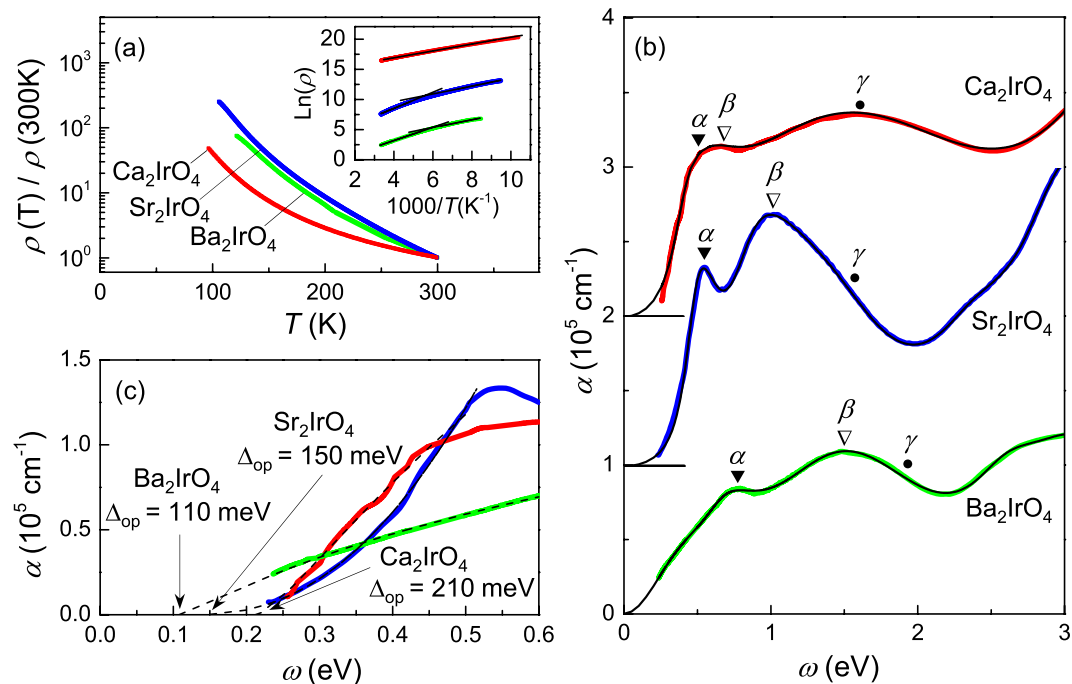 (a)
ρ (T) / ρ (300K)
10³
10²
10¹
10⁰
0
100
200
300
T (K)
Ca₂IrO₄
Sr₂IrO₄
Ba₂IrO₄
Ln(ρ)
20
15
10
5
0
4
6
8
10
1000/T(K⁻¹)
(b)
α (10⁵ cm⁻¹)
4
3
2
1
0
0
1
2
3
ω (eV)
α
β
γ
Ca₂IrO₄
α
β
γ
Sr₂IrO₄
α
β
γ
Ba₂IrO₄
(c)
α (10⁵ cm⁻¹)
1.5
1.0
0.5
0.0
0.0
0.1
0.2
0.3
0.4
0.5
0.6
ω (eV)
Sr₂IrO₄
Δop = 150 meV
Ba₂IrO₄
Δop = 110 meV
Ca₂IrO₄
Δop = 210 meV